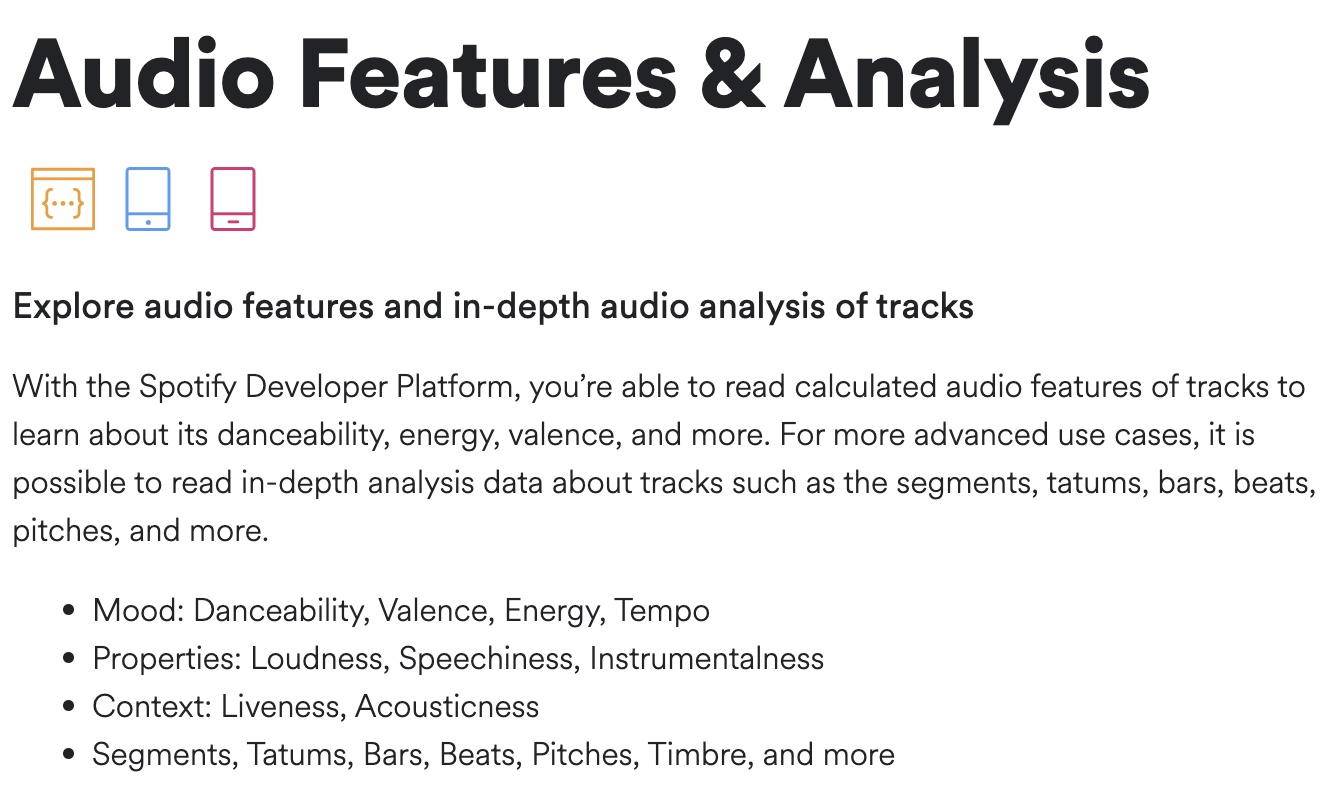 Audio Features & Analysis
{···}
Explore audio features and in-depth audio analysis of tracks
With the Spotify Developer Platform, you’re able to read calculated audio features of tracks to
learn about its danceability, energy, valence, and more. For more advanced use cases, it is
possible to read in-depth analysis data about tracks such as the segments, tatums, bars, beats,
pitches, and more.
• Mood: Danceability, Valence, Energy, Tempo
• Properties: Loudness, Speechiness, Instrumentalness
• Context: Liveness, Acousticness
• Segments, Tatums, Bars, Beats, Pitches, Timbre, and more